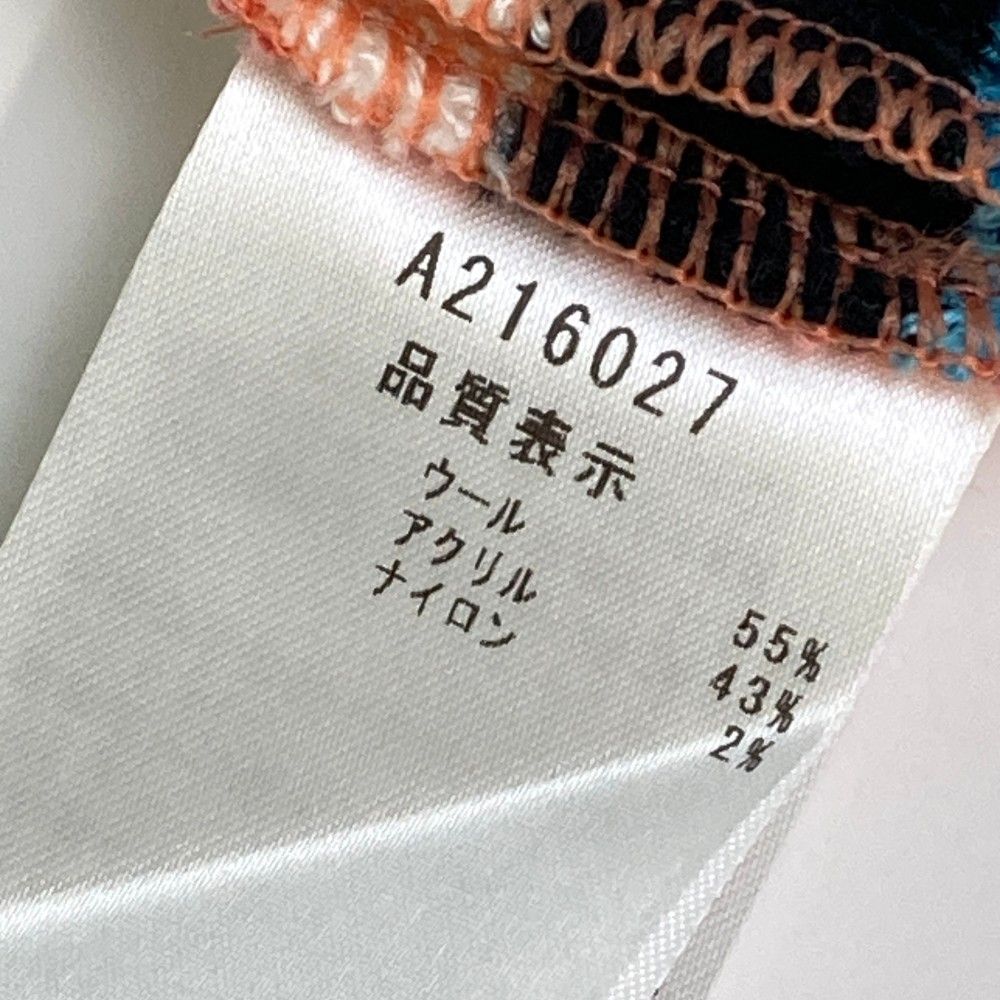 A216027
品質表示
ウール 55%
アクリル 43%
ナイロン 2%